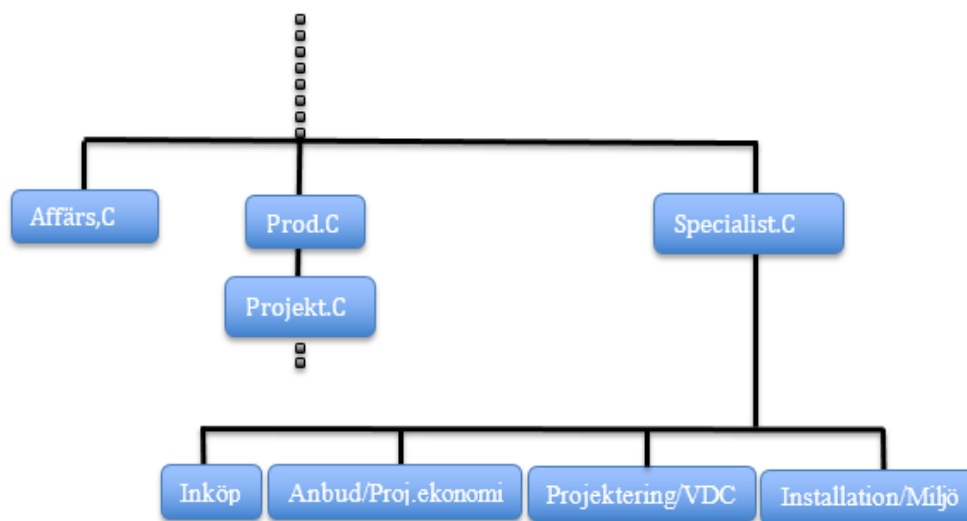 Affärs,C
Prod.C
Specialist.C
Projekt.C
Inköp
Anbud/Proj.ekonomi
Projektering/VDC
Installation/Miljö